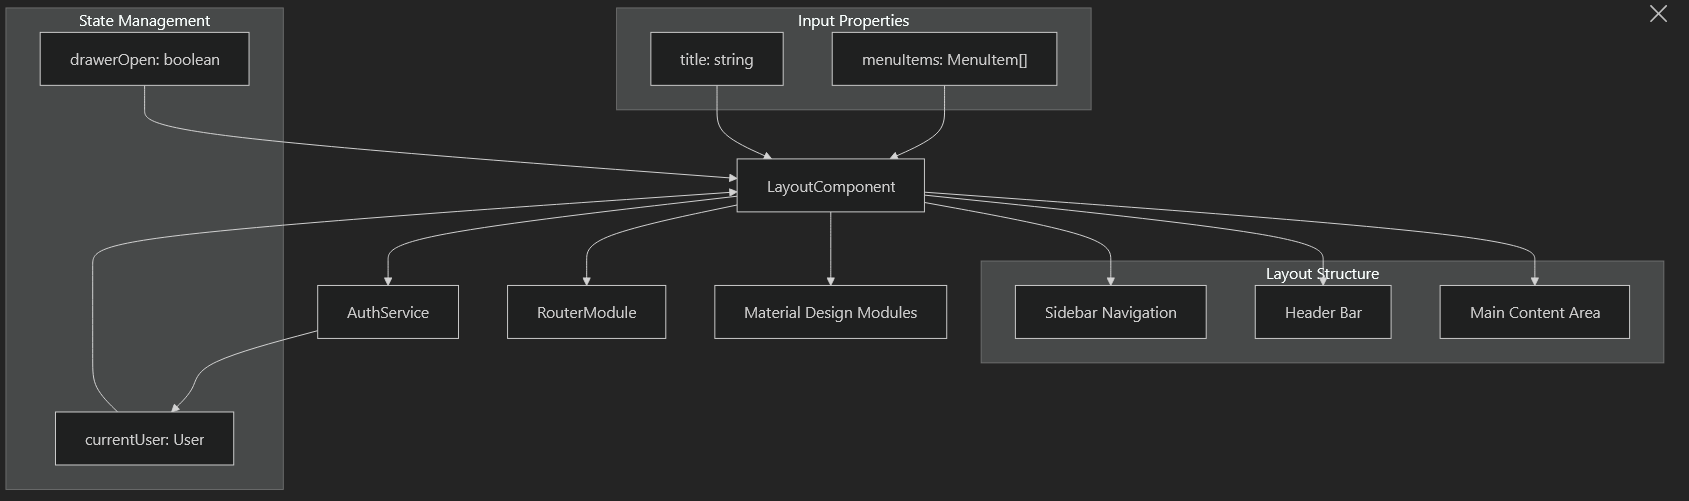 State Management
drawerOpen: boolean
Input Properties
title: string
menuItems: MenuItem[]
LayoutComponent
Layout Structure
AuthService
RouterModule
Material Design Modules
Sidebar Navigation
Header Bar
Main Content Area
currentUser: User